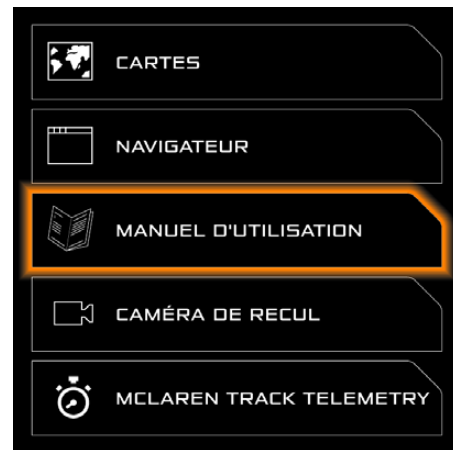 CARTES
NAVIGATEUR
MANUEL D'UTILISATION
CAMÉRA DE RECUL
MCLAREN TRACK TELEMETRY